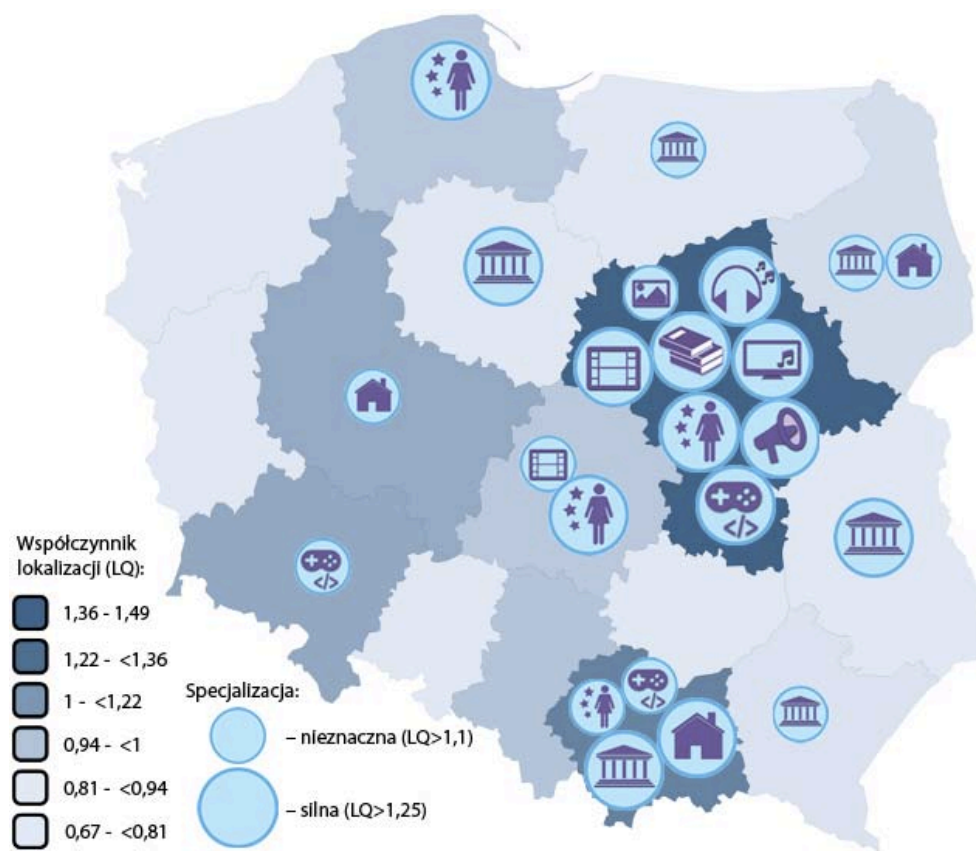 Współczynnik
lokalizacji (LQ):
1,36 - 1,49
1,22 - <1,36
1 - <1,22
0,94 - <1
0,81 - <0,94
0,67 - <0,81
Specjalizacja:
– nieznaczna (LQ>1,1)
– silna (LQ>1,25)